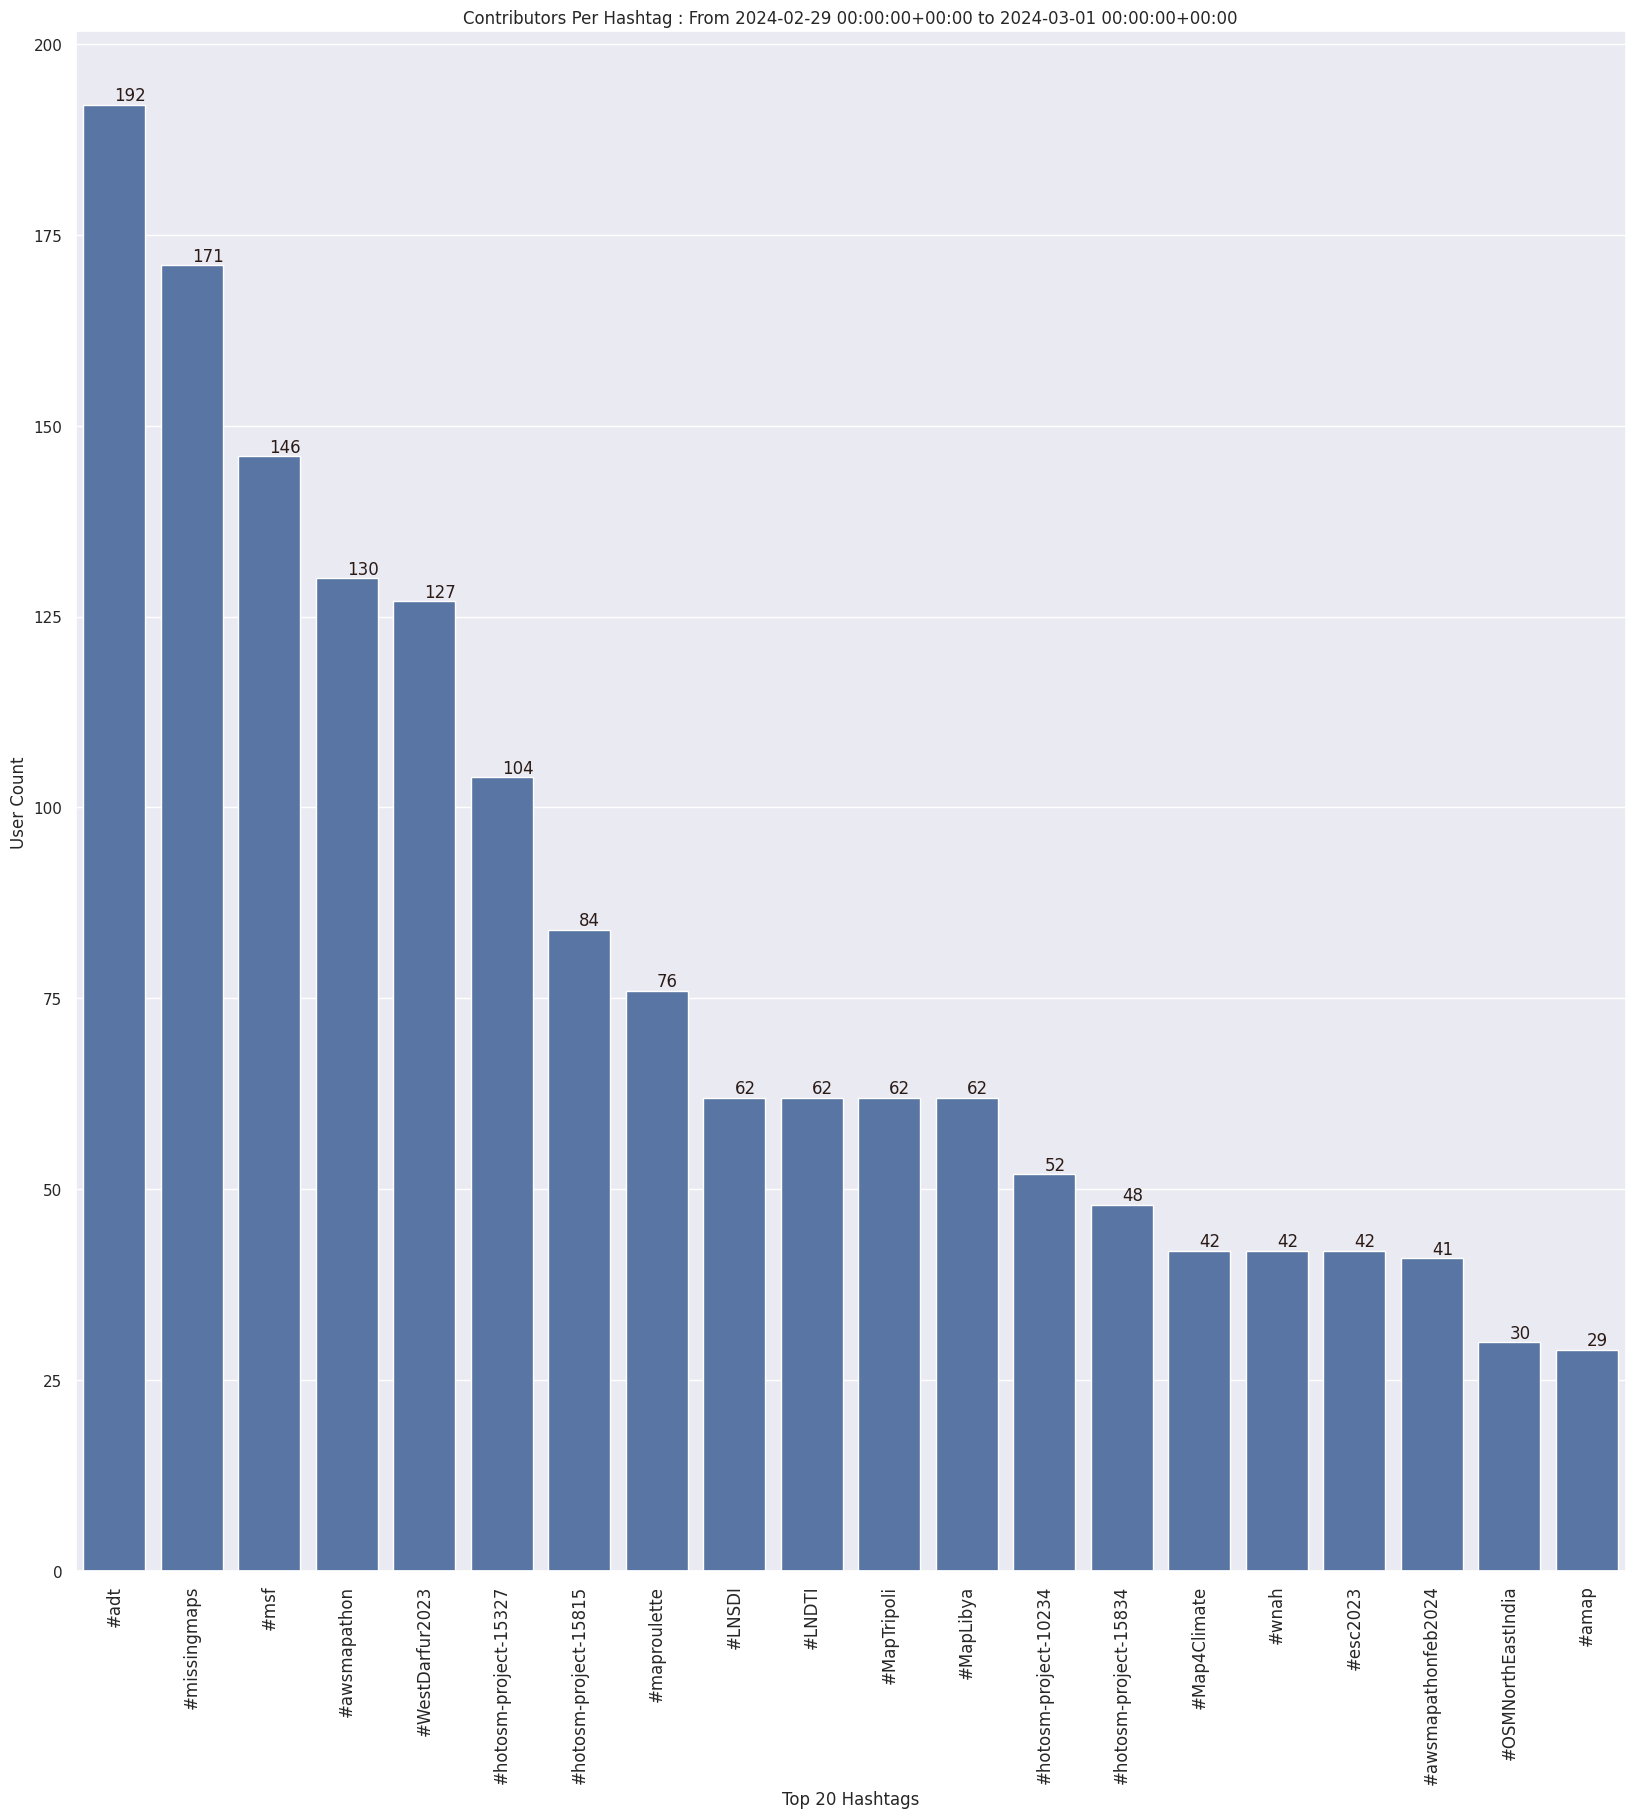 Contributors Per Hashtag : From 2024-02-29 00:00:00+00:00 to 2024-03-01 00:00:00+00:00
User Count
200
175
150
125
100
75
50
25
0
192
171
146
130
127
104
84
76
62
62
62
62
52
48
42
42
42
41
30
29
#adt
#missingmaps
#msf
#awsmapathon
#WestDarfur2023
#hotosm-project-15327
#hotosm-project-15815
#maproulette
#LNSDI
#LNDTI
#MapTripoli
#MapLibya
#hotosm-project-10234
#hotosm-project-15834
#Map4Climate
#wnah
#esc2023
#awsmapathonfeb2024
#OSMNorthEastIndia
#amap
Top 20 Hashtags